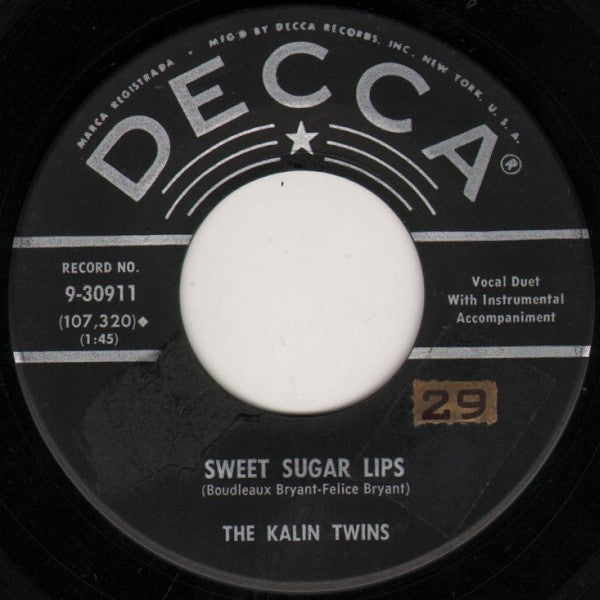 MARCA REGISTRADA • MFG'D BY DECCA RECORDS, INC., NEW YORK, U.S.A.
DECCA®
RECORD NO.
9-30911
(107,320)◆
(1:45)
Vocal Duet
With Instrumental
Accompaniment
29
SWEET SUGAR LIPS
(Boudleaux Bryant-Felice Bryant)
THE KALIN TWINS